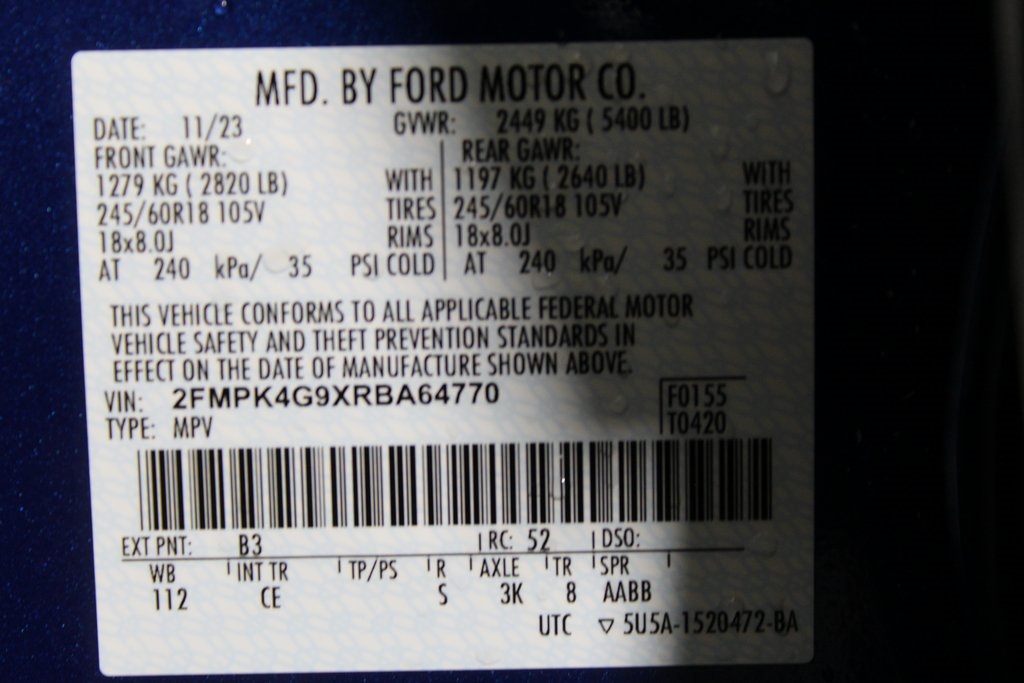 MFD. BY FORD MOTOR CO.
DATE: 11/23 GVWR: 2449 KG ( 5400 LB)
FRONT GAWR: REAR GAWR:
1279 KG ( 2820 LB) WITH 1197 KG ( 2640 LB) WITH
245/60R18 105V TIRES 245/60R18 105V TIRES
18x8.0J RIMS 18x8.0J RIMS
AT 240 kPa/ 35 PSI COLD AT 240 kPa/ 35 PSI COLD
THIS VEHICLE CONFORMS TO ALL APPLICABLE FEDERAL MOTOR
VEHICLE SAFETY AND THEFT PREVENTION STANDARDS IN
EFFECT ON THE DATE OF MANUFACTURE SHOWN ABOVE.
VIN: 2FMPK4G9XRBA64770 F0155
TYPE: MPV T0420
EXT PNT: B3 RC: 52 DSO:
WB INT TR TP/PS R AXLE TR SPR
112 CE S 3K 8 AABB
UTC ▽ 5U5A-1520472-BA